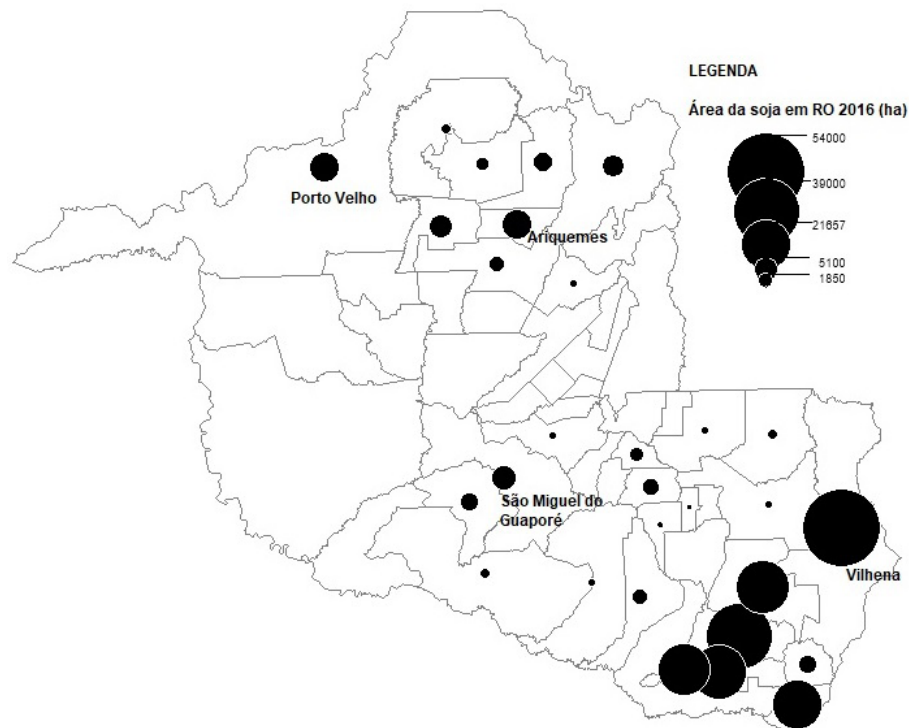 LEGENDA
Área da soja em RO 2016 (ha)
54000
39000
21657
5100
1850
Porto Velho
Ariquemes
São Miguel do
Guaporé
Vilhena